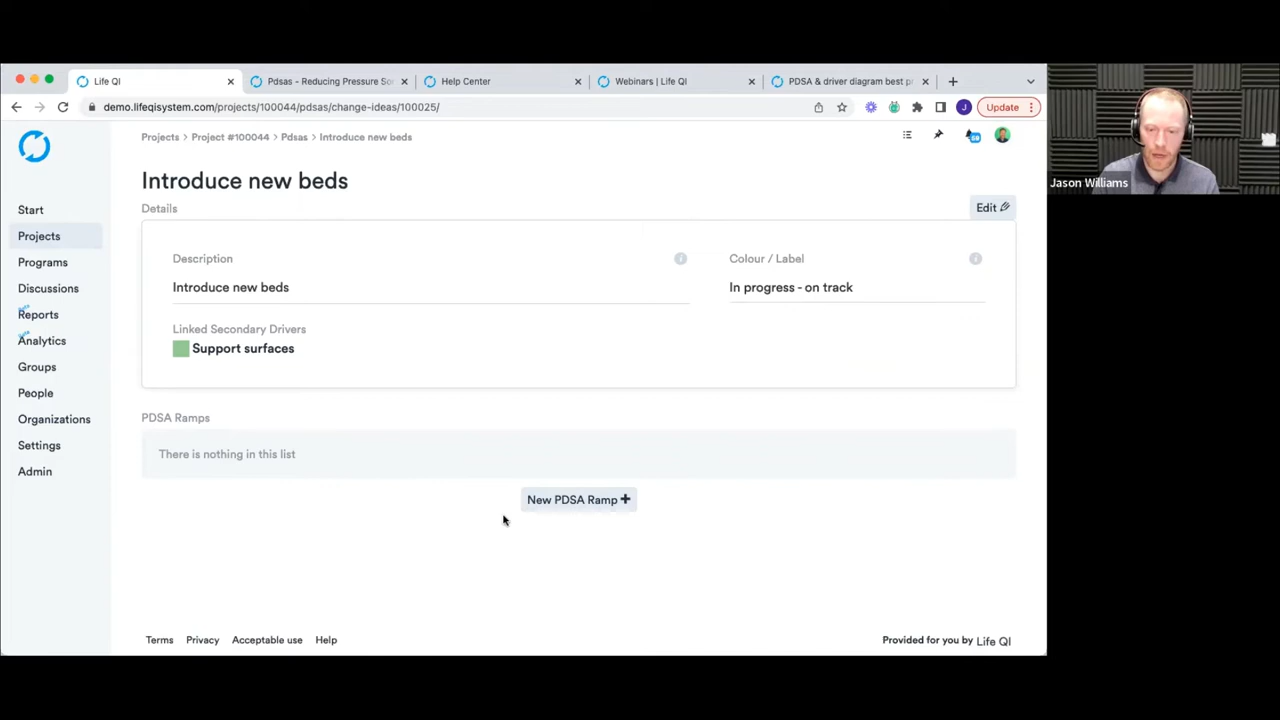 Life QI
Pdsas - Reducing Pressure So
Help Center
Webinars | Life QI
PDSA & driver diagram best p
demo.lifeqisystem.com/projects/100044/pdsas/change-ideas/100025/
J
Update
Projects > Project #100044 > Pdsas > Introduce new beds
Introduce new beds
Details
Edit
Description
Colour / Label
Introduce new beds
In progress - on track
Linked Secondary Drivers
Support surfaces
PDSA Ramps
There is nothing in this list
New PDSA Ramp +
Start
Projects
Programs
Discussions
Reports
Analytics
Groups
People
Organizations
Settings
Admin
Terms
Privacy
Acceptable use
Help
Provided for you by Life QI
Jason Williams